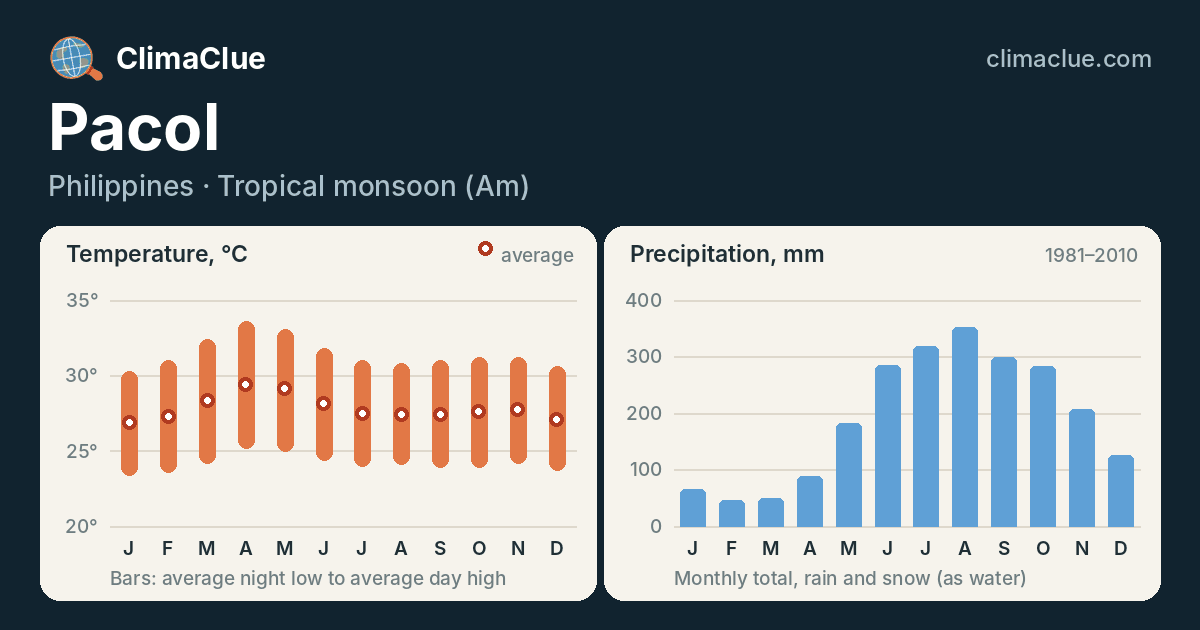 ClimaClue
climaclue.com
Pacol
Philippines · Tropical monsoon (Am)
Temperature, °C
average
35°
30°
25°
20°
J F M A M J J A S O N D
Bars: average night low to average day high
Precipitation, mm
1981–2010
400
300
200
100
0
J F M A M J J A S O N D
Monthly total, rain and snow (as water)